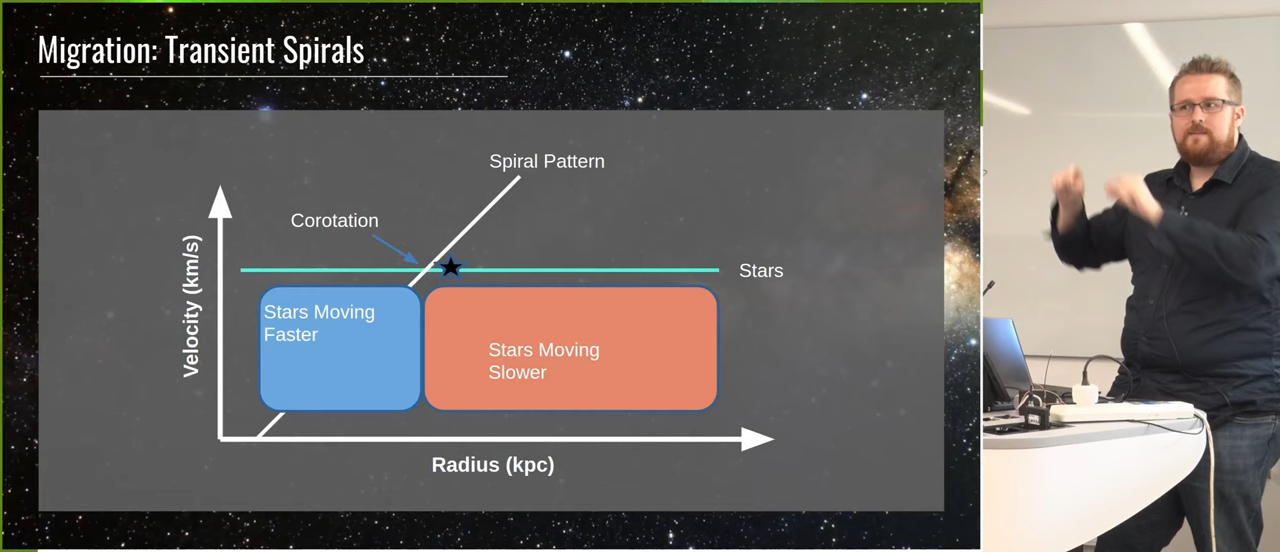 Migration: Transient Spirals
Spiral Pattern
Corotation
Stars
Stars Moving
Faster
Stars Moving
Slower
Velocity (km/s)
Radius (kpc)